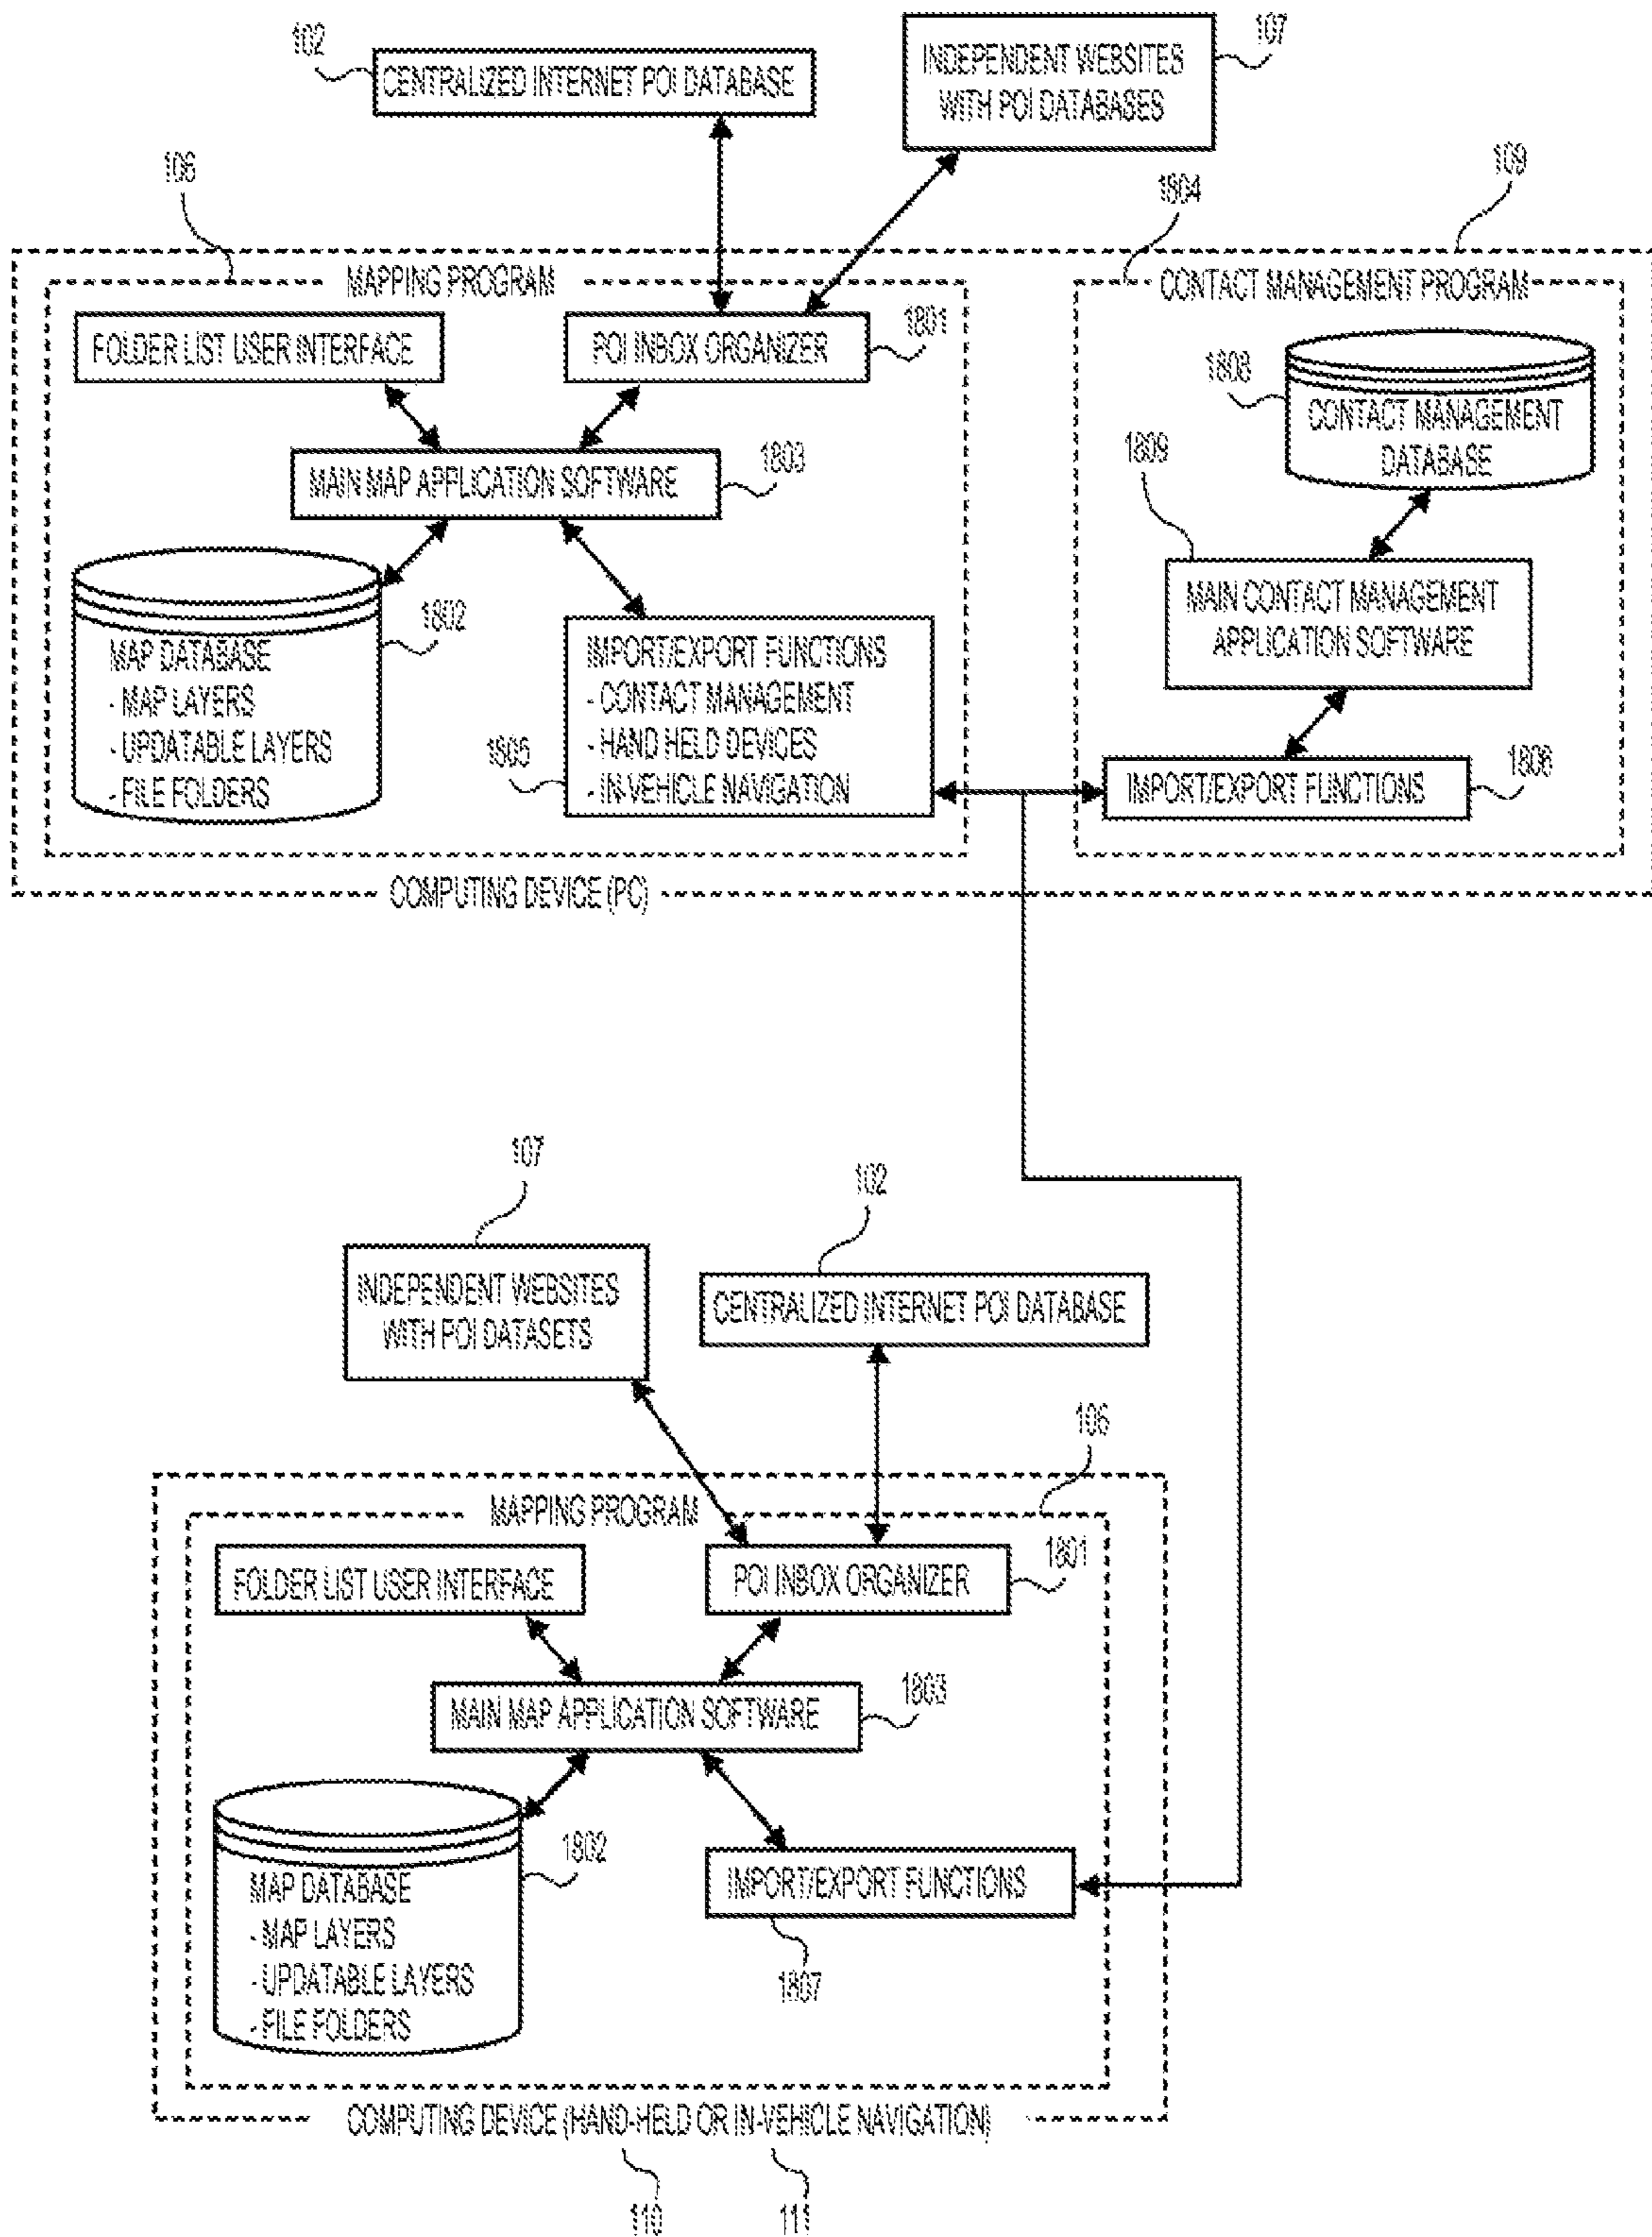 102
CENTRALIZED INTERNET POI DATABASE
INDEPENDENT WEBSITES
WITH POI DATABASES
107
106
1804
109
MAPPING PROGRAM
CONTACT MANAGEMENT PROGRAM
FOLDER LIST USER INTERFACE
POI INBOX ORGANIZER
1801
1808
CONTACT MANAGEMENT
DATABASE
MAIN MAP APPLICATION SOFTWARE
1803
1809
MAIN CONTACT MANAGEMENT
APPLICATION SOFTWARE
1802
MAP DATABASE
- MAP LAYERS
- UPDATABLE LAYERS
- FILE FOLDERS
IMPORT/EXPORT FUNCTIONS
- CONTACT MANAGEMENT
- HAND HELD DEVICES
- IN-VEHICLE NAVIGATION
1805
IMPORT/EXPORT FUNCTIONS
1806
COMPUTING DEVICE (PC)
107
102
INDEPENDENT WEBSITES
WITH POI DATASETS
CENTRALIZED INTERNET POI DATABASE
106
MAPPING PROGRAM
FOLDER LIST USER INTERFACE
POI INBOX ORGANIZER
1801
MAIN MAP APPLICATION SOFTWARE
1803
1802
MAP DATABASE
- MAP LAYERS
- UPDATABLE LAYERS
- FILE FOLDERS
IMPORT/EXPORT FUNCTIONS
1807
COMPUTING DEVICE (HAND-HELD OR IN-VEHICLE NAVIGATION)
110
111